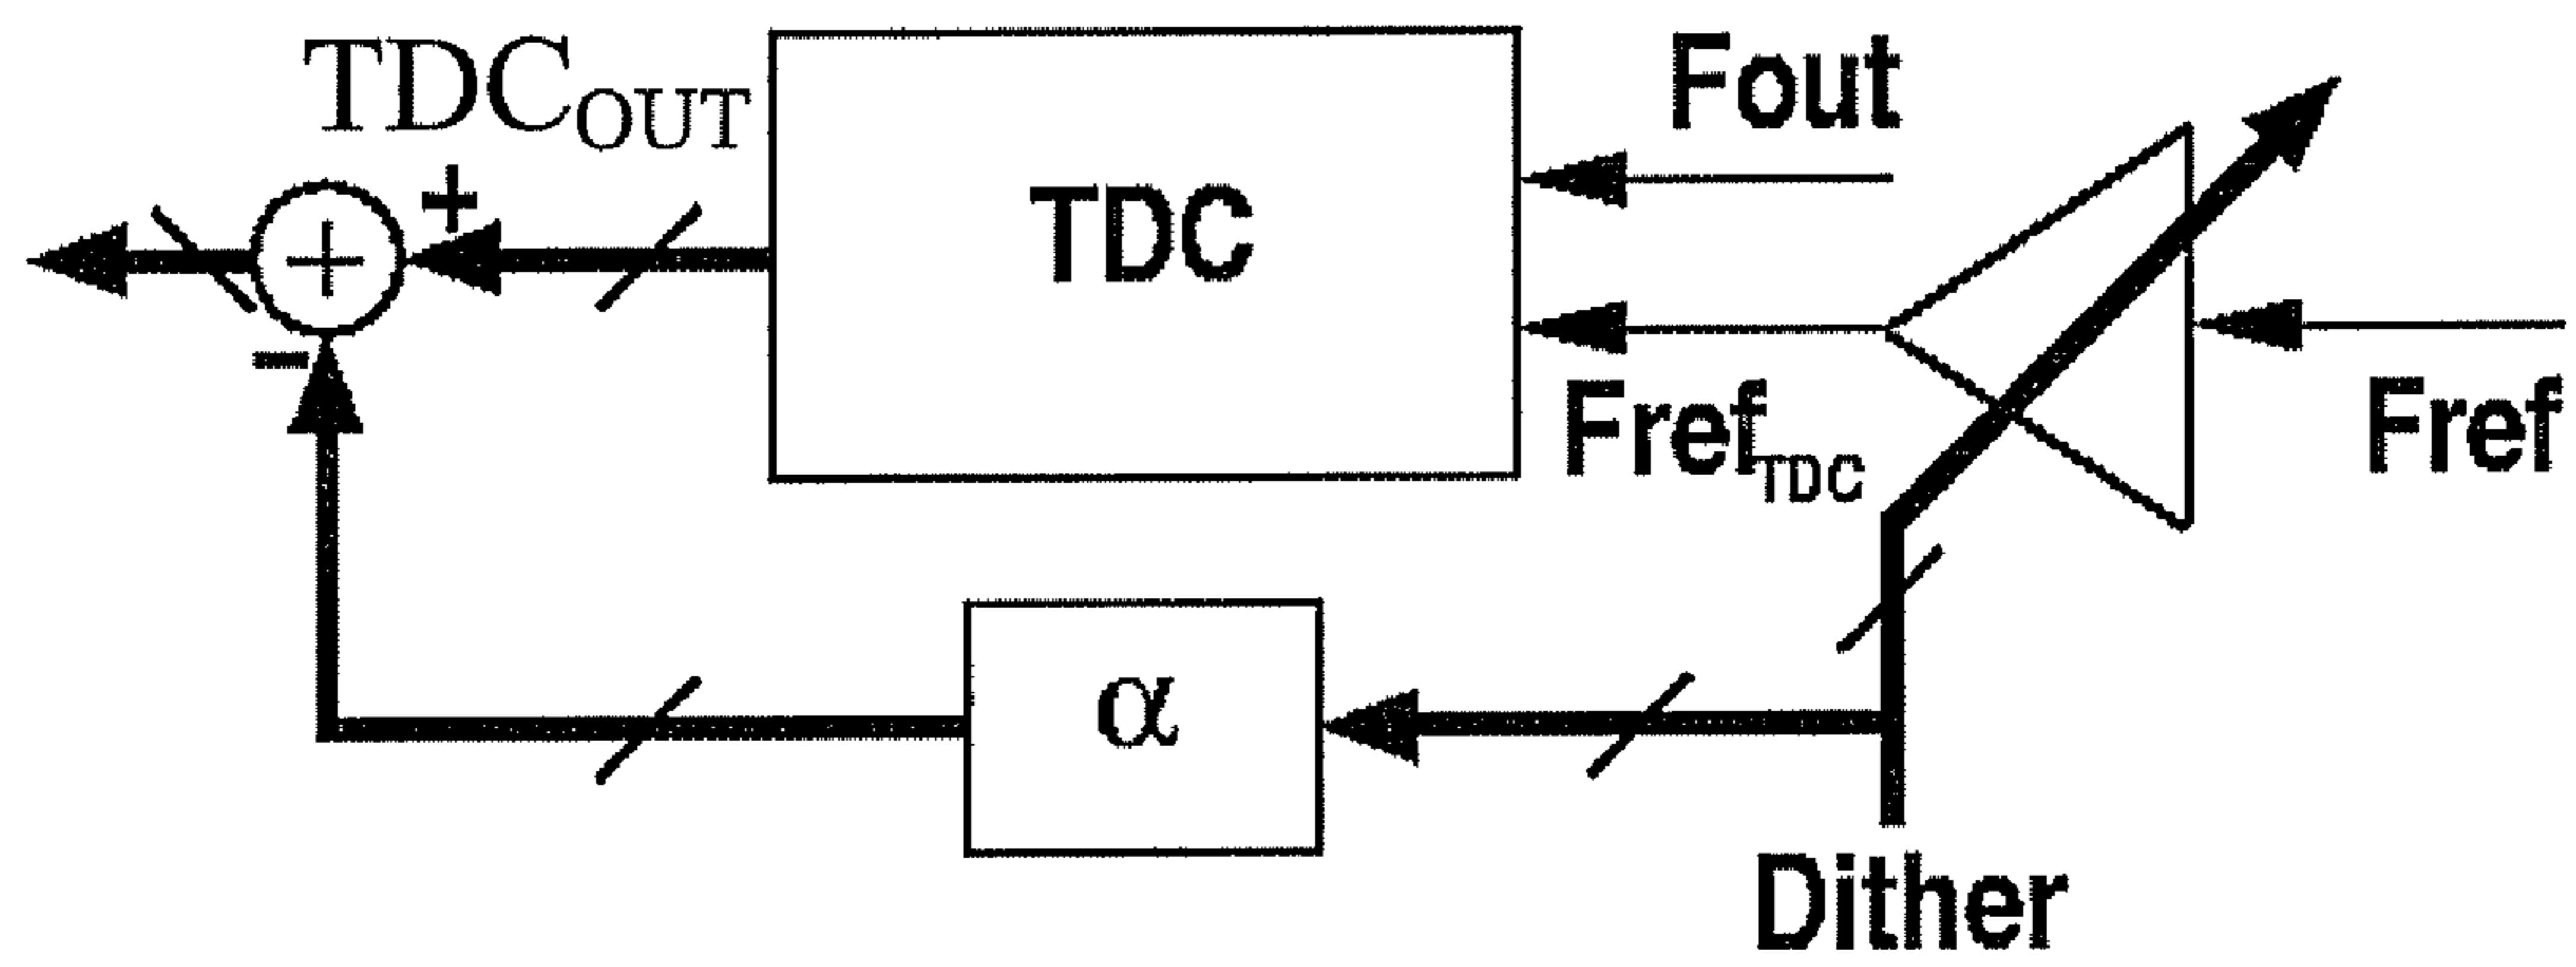 TDCOUT
Fout
+
TDC
+
−
FrefTDC
Fref
α
Dither